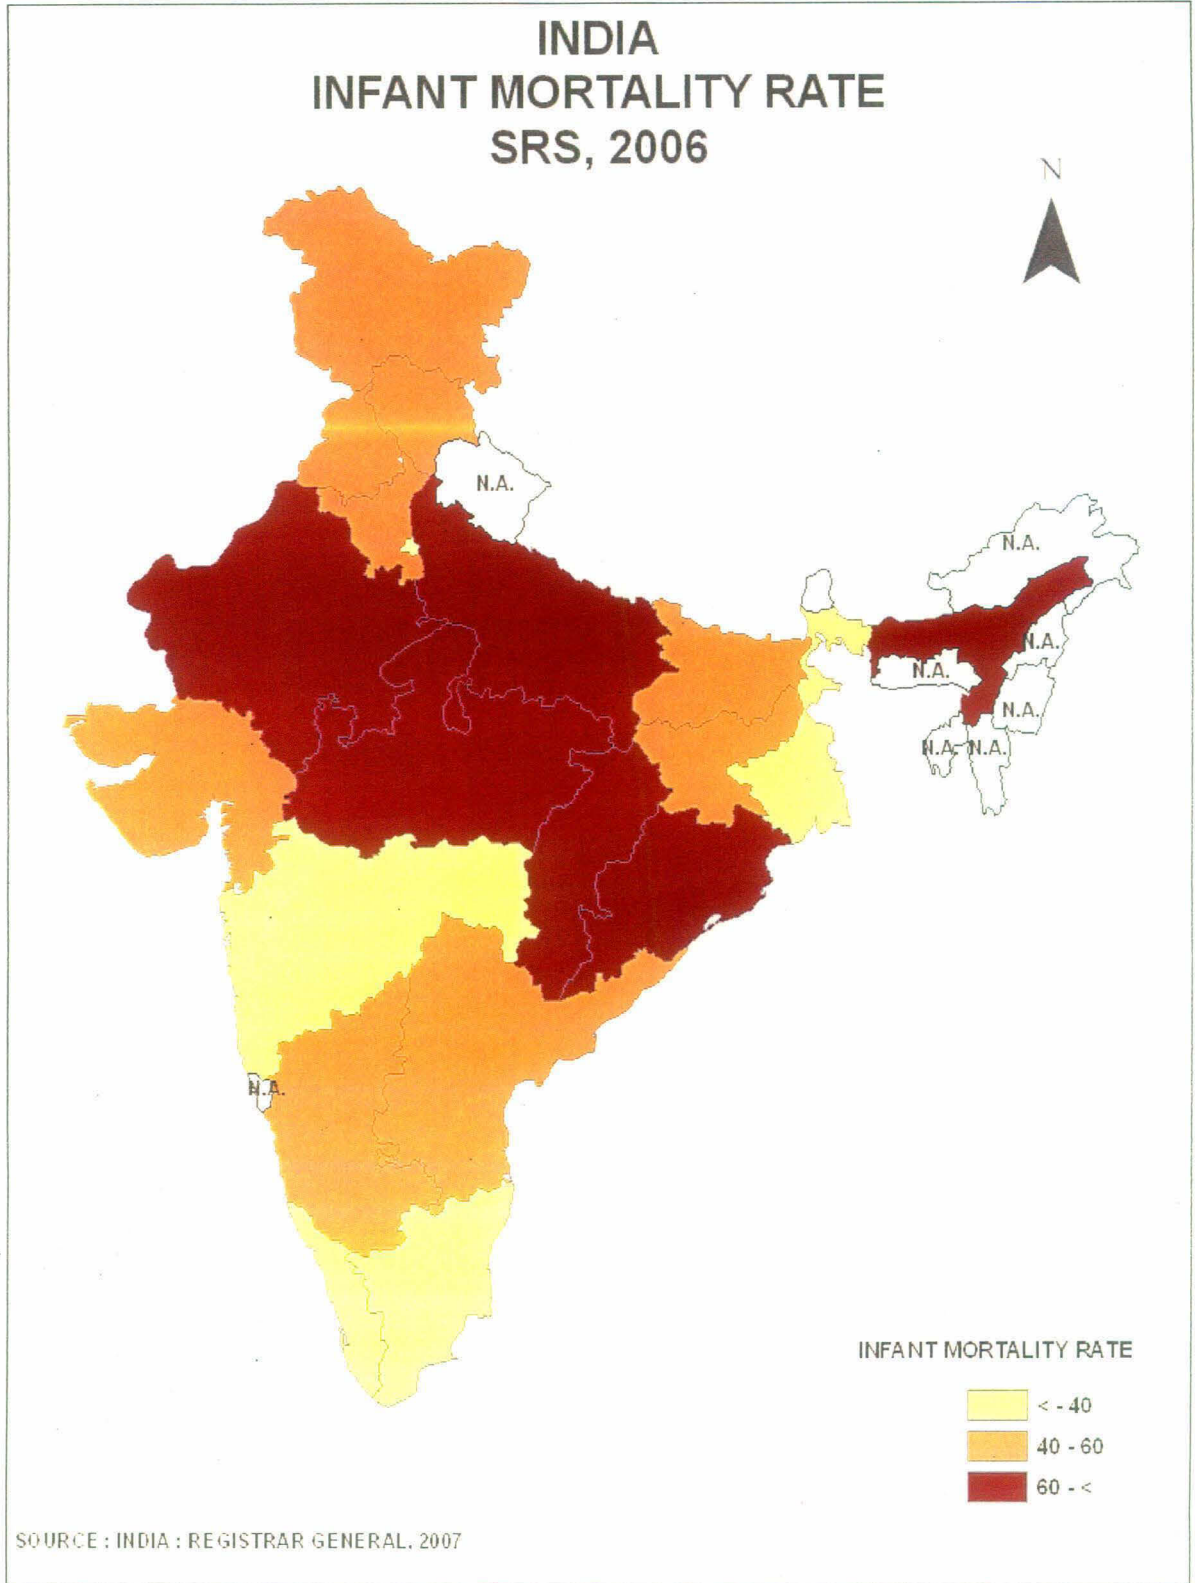 INDIA
INFANT MORTALITY RATE
SRS, 2006
N
N.A.
N.A.
N.A.
N.A.
N.A.
N.A.
N.A.
N.A.
INFANT MORTALITY RATE
< - 40
40 - 60
60 - <
SOURCE : INDIA : REGISTRAR GENERAL. 2007